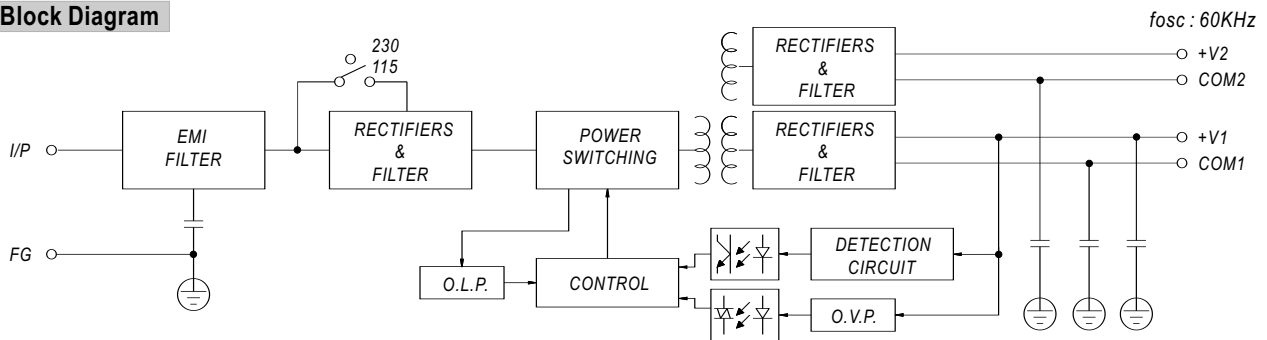 Block Diagram
fosc : 60KHz
230
115
RECTIFIERS
&
FILTER
+V2
COM2
I/P
EMI
FILTER
RECTIFIERS
&
FILTER
POWER
SWITCHING
RECTIFIERS
&
FILTER
+V1
COM1
FG
O.L.P.
CONTROL
DETECTION
CIRCUIT
O.V.P.